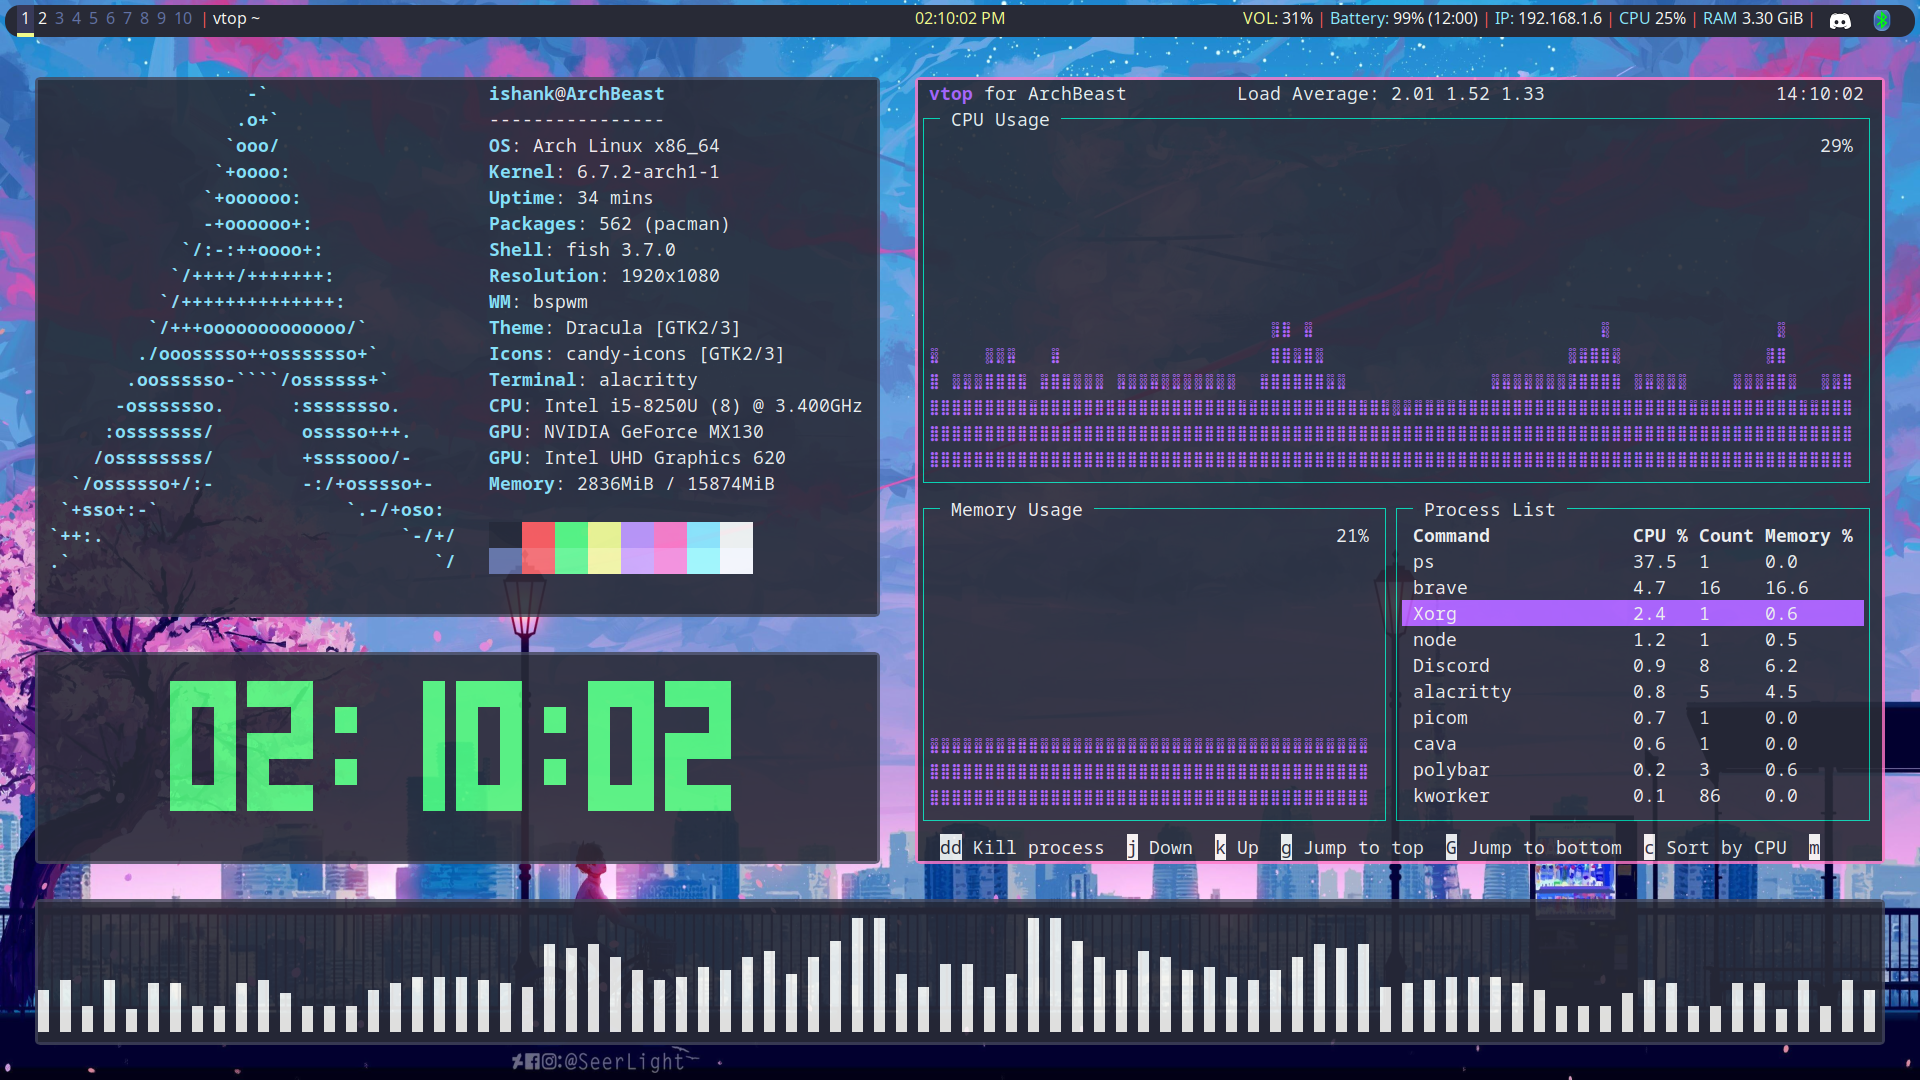 1 2 3 4 5 6 7 8 9 10 | vtop ~
02:10:02 PM
VOL: 31% | Battery: 99% (12:00) | IP: 192.168.1.6 | CPU 25% | RAM 3.30 GiB |
-`
.o+`
`ooo/
`+oooo:
`+oooooo:
-+oooooo+:
`/:-:++oooo+:
`/++++/+++++++:
`/++++++++++++++:
`/+++ooooooooooooo/`
./ooosssso++osssssso+`
.oossssso-````/ossssss+`
-osssssso.      :ssssssso.
:osssssss/        osssso+++.
/ossssssss/        +ssssooo/-
`/ossssso+/:-        -:/+osssso+-
`+sso+:-`                 `.-/+oso:
`++:.                           `-/+/
.`                                 `/
ishank@ArchBeast
----------------
OS: Arch Linux x86_64
Kernel: 6.7.2-arch1-1
Uptime: 34 mins
Packages: 562 (pacman)
Shell: fish 3.7.0
Resolution: 1920x1080
WM: bspwm
Theme: Dracula [GTK2/3]
Icons: candy-icons [GTK2/3]
Terminal: alacritty
CPU: Intel i5-8250U (8) @ 3.400GHz
GPU: NVIDIA GeForce MX130
GPU: Intel UHD Graphics 620
Memory: 2836MiB / 15874MiB
02:10:02
vtop for ArchBeast Load Average: 2.01 1.52 1.33 14:10:02
CPU Usage
29%
Memory Usage
21%
Process List
Command CPU % Count Memory %
ps 37.5 1 0.0
brave 4.7 16 16.6
Xorg 2.4 1 0.6
node 1.2 1 0.5
Discord 0.9 8 6.2
alacritty 0.8 5 4.5
picom 0.7 1 0.0
cava 0.6 1 0.0
polybar 0.2 3 0.6
kworker 0.1 86 0.0
dd Kill process j Down k Up g Jump to top G Jump to bottom c Sort by CPU m
:@SeerLight